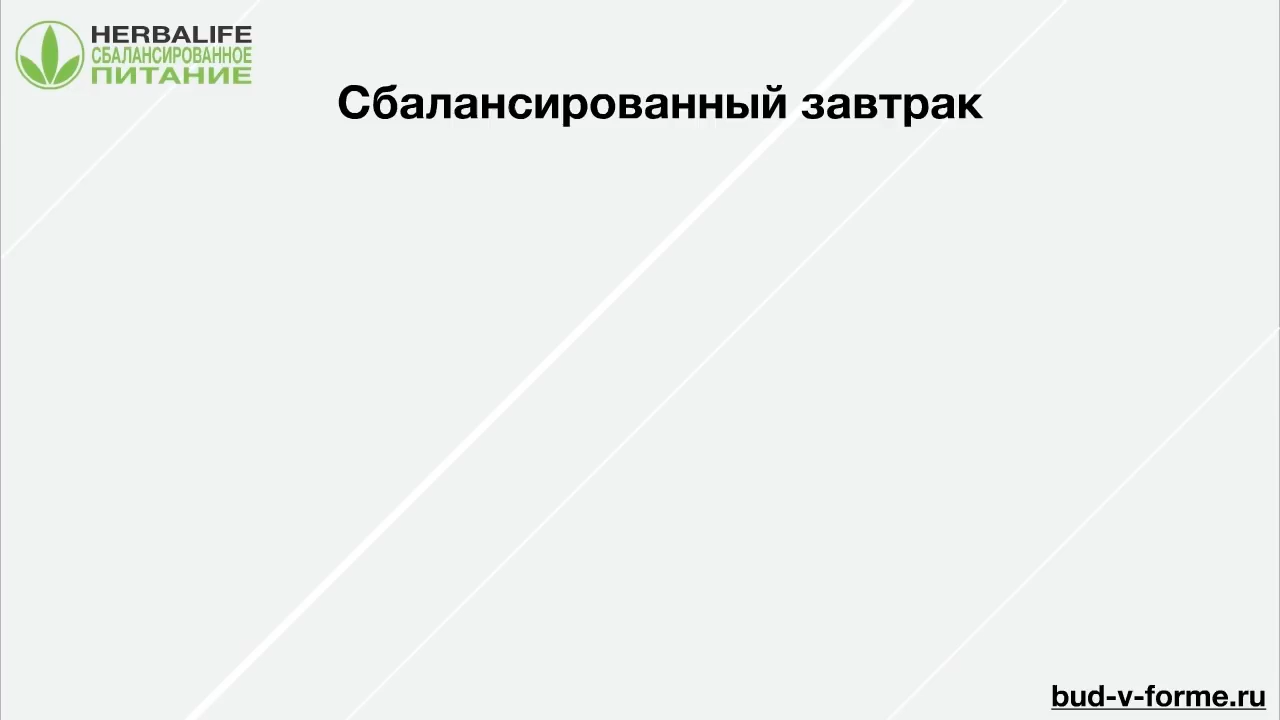 HERBALIFE
СБАЛАНСИРОВАННОЕ
ПИТАНИЕ
Сбалансированный завтрак
bud-v-forme.ru